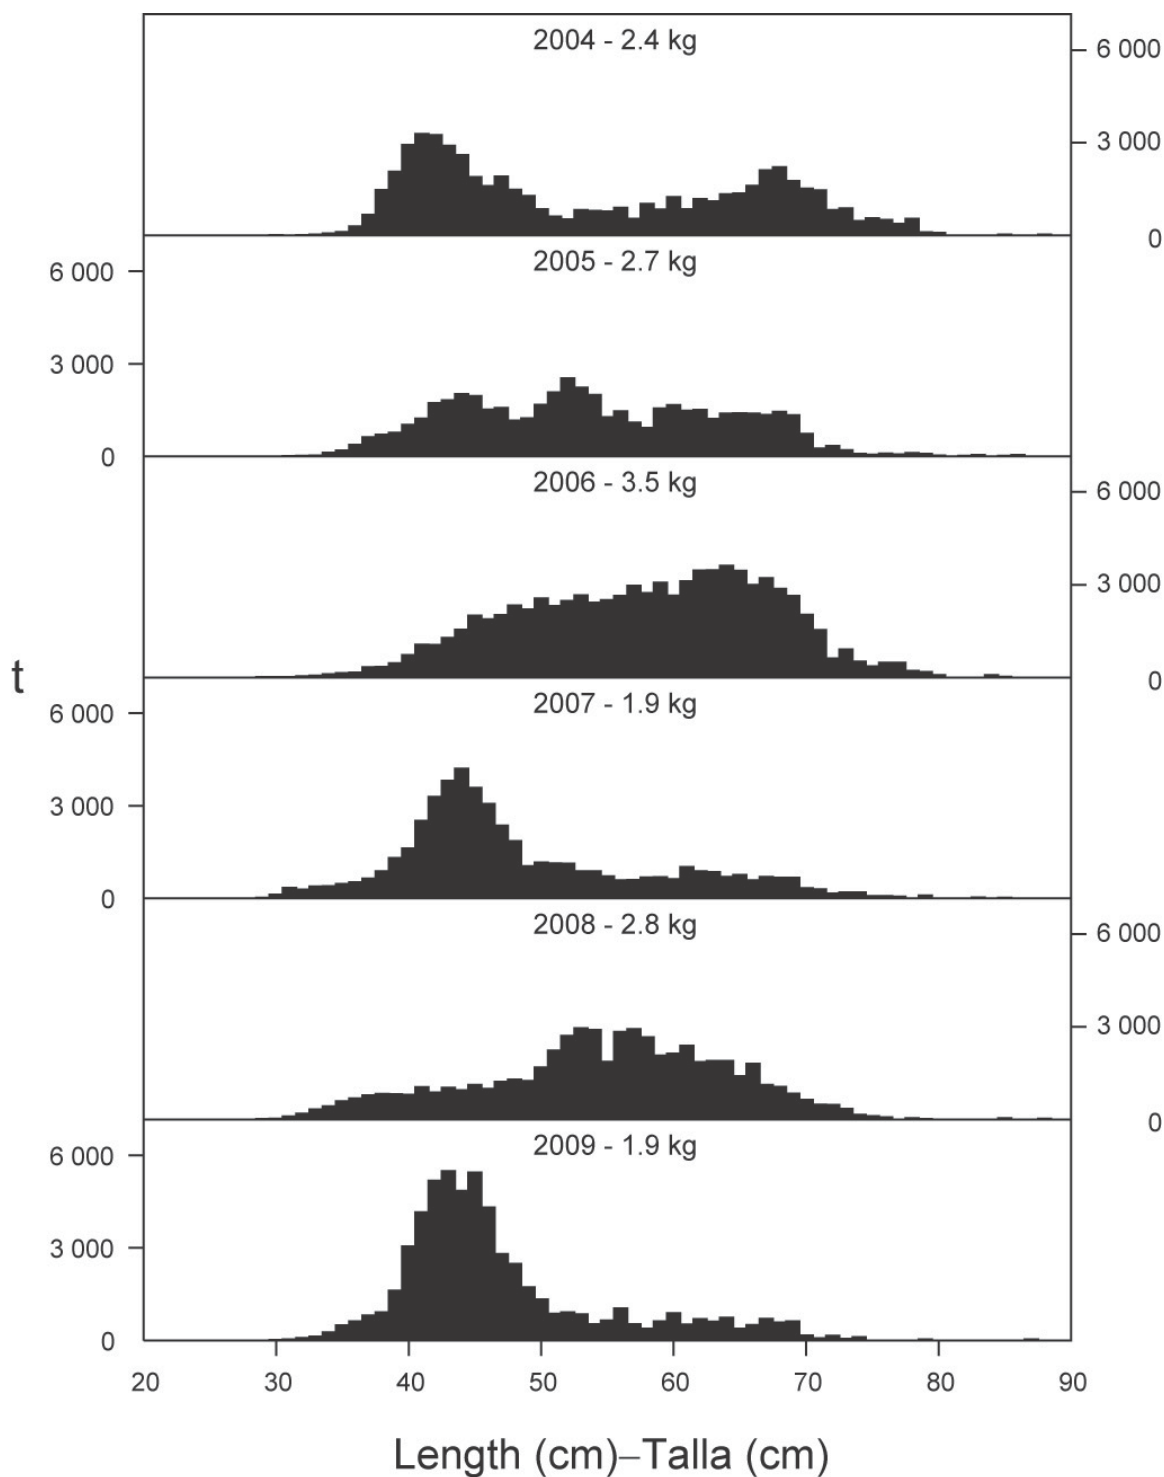 2004 - 2.4 kg
6 000
3 000
0
2005 - 2.7 kg
6 000
3 000
0
2006 - 3.5 kg
6 000
3 000
0
t
2007 - 1.9 kg
6 000
3 000
0
2008 - 2.8 kg
6 000
3 000
0
2009 - 1.9 kg
6 000
3 000
0
20 30 40 50 60 70 80 90
Length (cm)–Talla (cm)